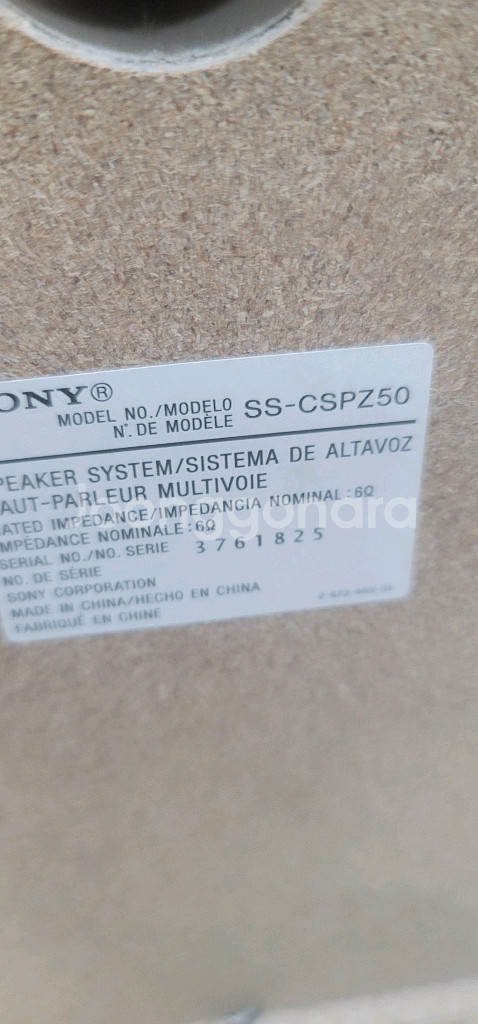 ONY®
MODEL NO./MODELO
N°. DE MODÈLE
SS-CSPZ50
PEAKER SYSTEM/SISTEMA DE ALTAVOZ
AUT-PARLEUR MULTIVOIE
ATED IMPEDANCE/IMPEDANCIA NOMINAL:6Ω
MPÉDANCE NOMINALE:6Ω
SERIAL NO./NO. SERIE 3761825
NO. DE SÉRIE
SONY CORPORATION
MADE IN CHINA/HECHO EN CHINA
FABRIQUÉ EN CHINE
joonggonara